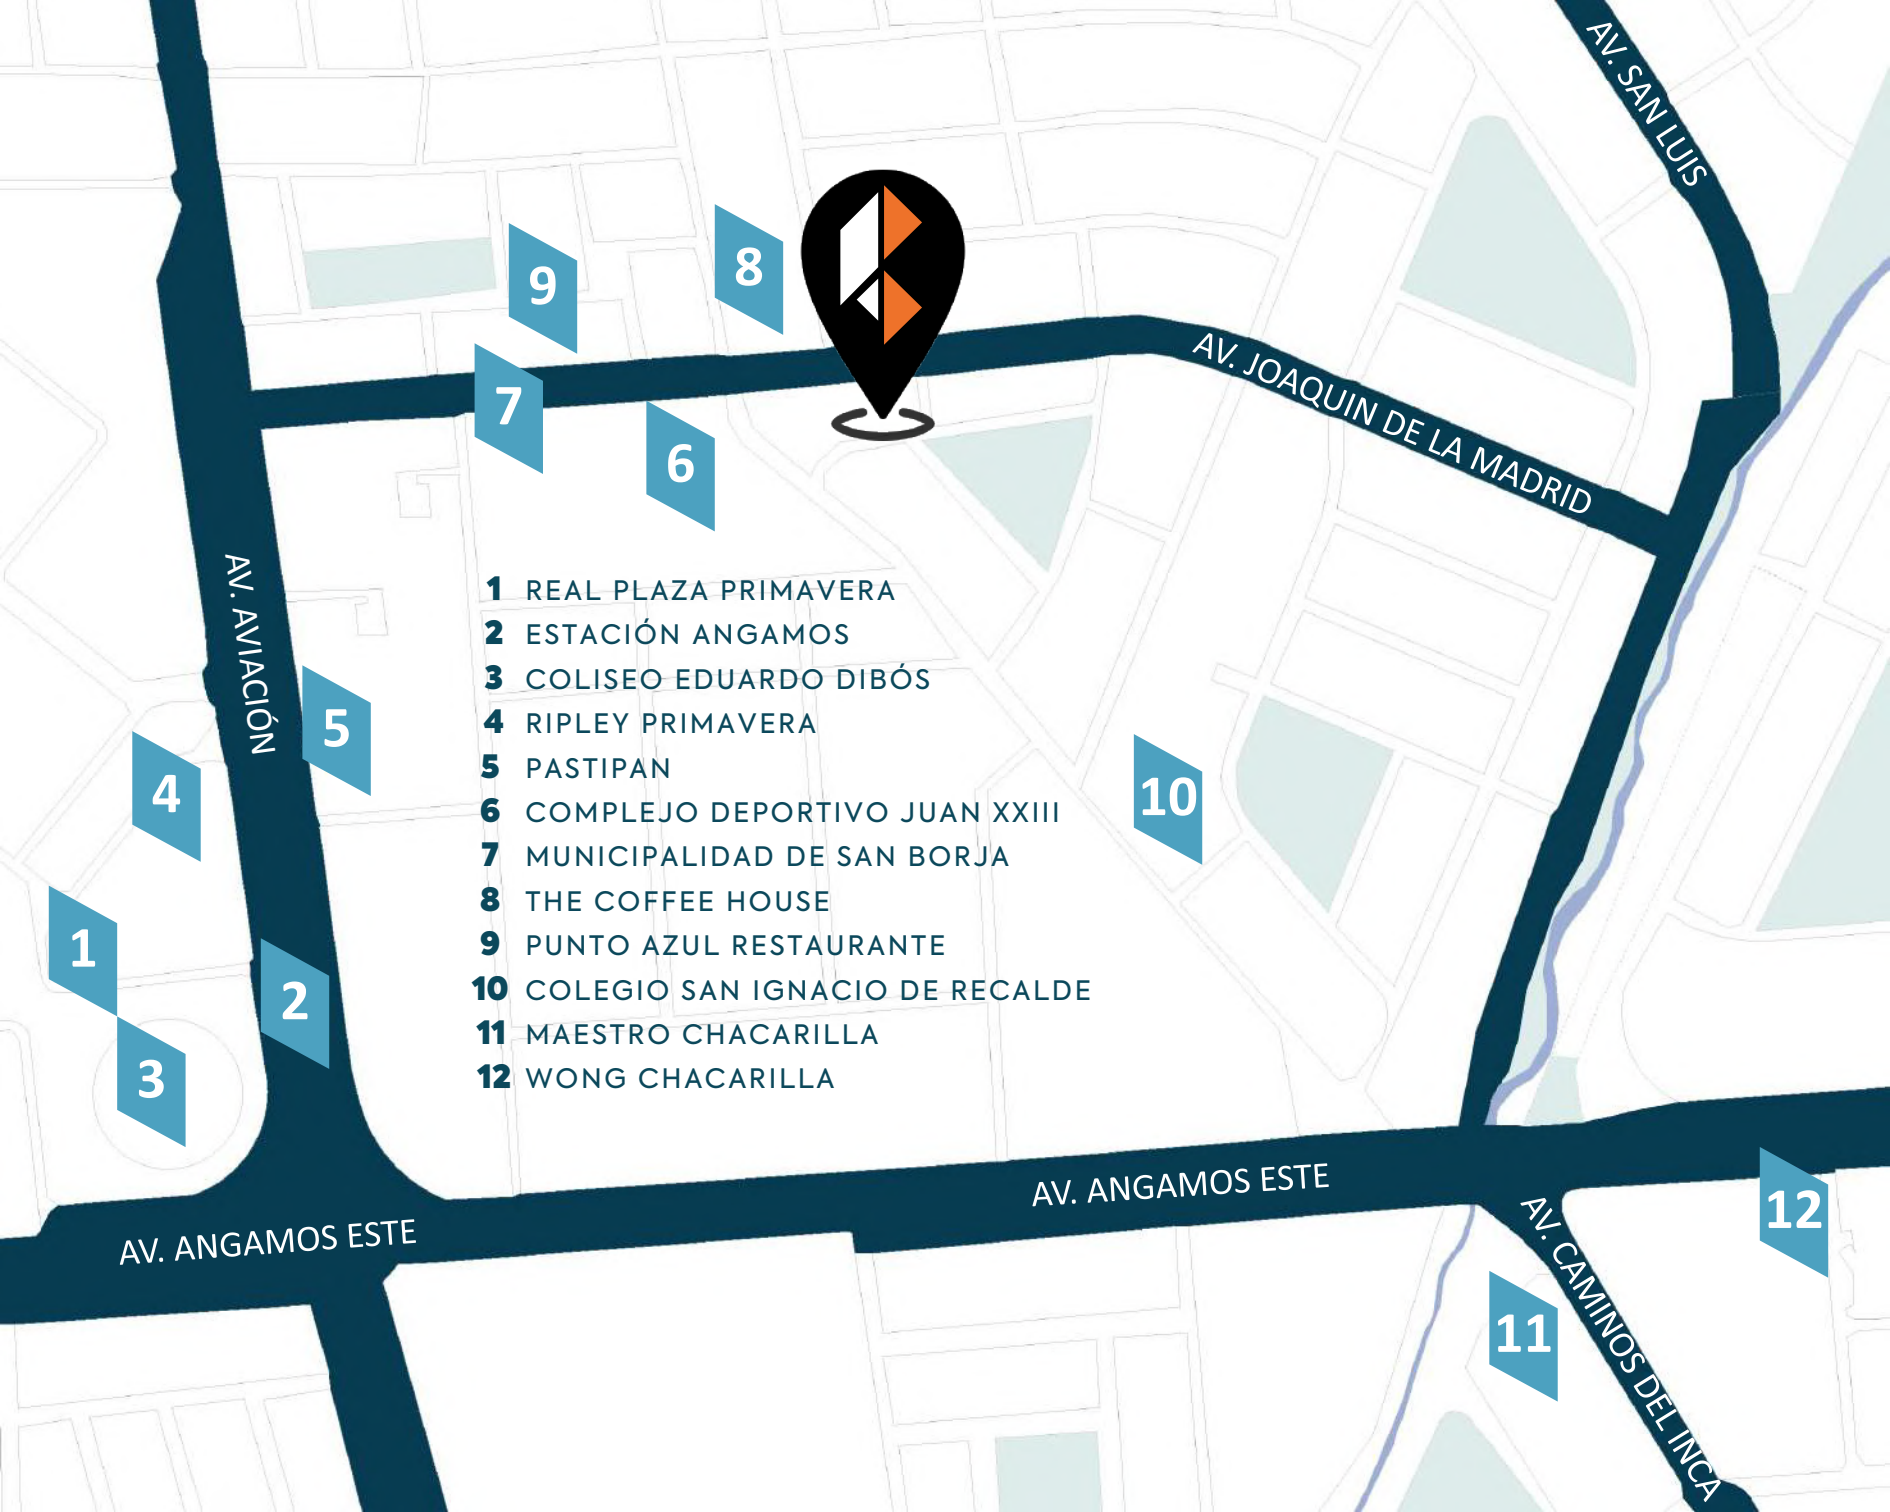 AV. SAN LUIS
8
9
AV. JOAQUIN DE LA MADRID
7
6
AV. AVIACIÓN
1 REAL PLAZA PRIMAVERA
2 ESTACIÓN ANGAMOS
3 COLISEO EDUARDO DIBÓS
4 RIPLEY PRIMAVERA
5 PASTIPAN
6 COMPLEJO DEPORTIVO JUAN XXIII
7 MUNICIPALIDAD DE SAN BORJA
8 THE COFFEE HOUSE
9 PUNTO AZUL RESTAURANTE
10 COLEGIO SAN IGNACIO DE RECALDE
11 MAESTRO CHACARILLA
12 WONG CHACARILLA
5
4
10
1
2
3
AV. ANGAMOS ESTE
AV. ANGAMOS ESTE
12
11
AV. CAMINOS DEL INCA